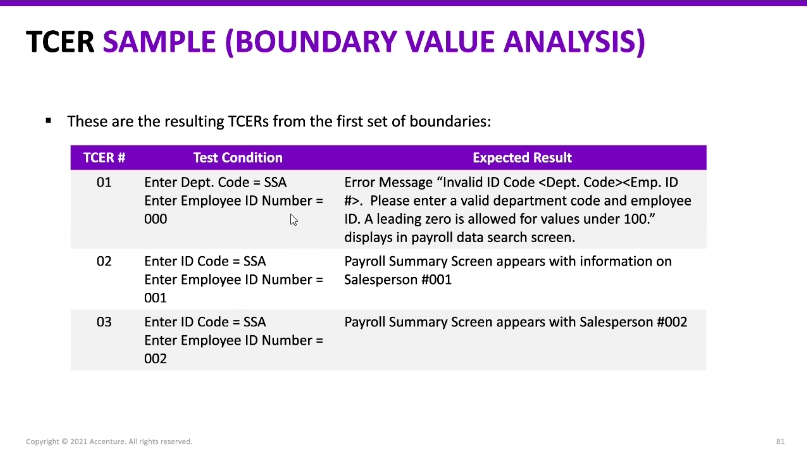 TCER SAMPLE (BOUNDARY VALUE ANALYSIS)
▪ These are the resulting TCERs from the first set of boundaries:
TCER # Test Condition Expected Result
01 Enter Dept. Code = SSA
Enter Employee ID Number =
000
Error Message “Invalid ID Code <Dept. Code><Emp. ID
#>.  Please enter a valid department code and employee
ID. A leading zero is allowed for values under 100.”
displays in payroll data search screen.
02 Enter ID Code = SSA
Enter Employee ID Number =
001
Payroll Summary Screen appears with information on
Salesperson #001
03 Enter ID Code = SSA
Enter Employee ID Number =
002
Payroll Summary Screen appears with Salesperson #002
Copyright © 2021 Accenture. All rights reserved.
81